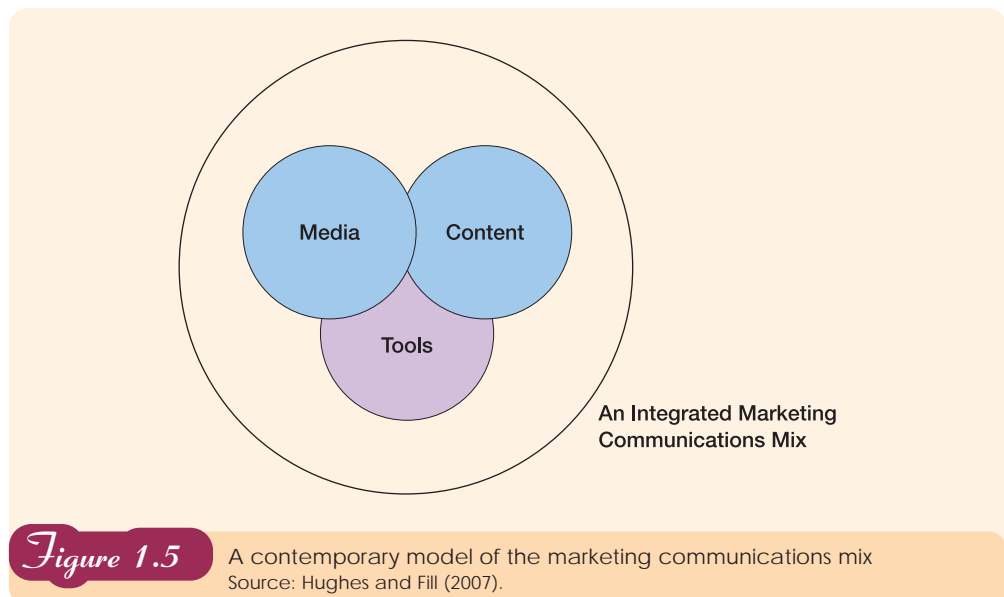 Media
Content
Tools
An Integrated Marketing
Communications Mix
Figure 1.5
A contemporary model of the marketing communications mix
Source: Hughes and Fill (2007).